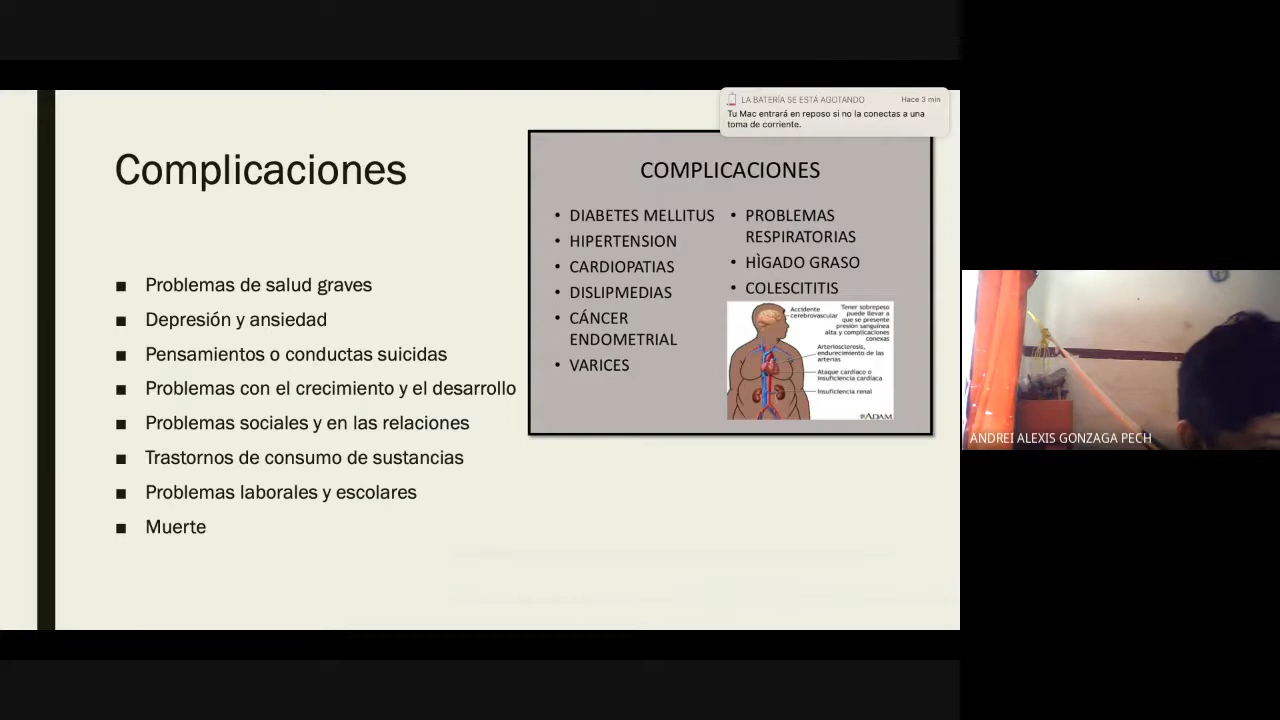 LA BATERÍA SE ESTÁ AGOTANDO
Hace 3 min
Tu Mac entrará en reposo si no la conectas a una
toma de corriente.
Complicaciones
Problemas de salud graves
Depresión y ansiedad
Pensamientos o conductas suicidas
Problemas con el crecimiento y el desarrollo
Problemas sociales y en las relaciones
Trastornos de consumo de sustancias
Problemas laborales y escolares
Muerte
COMPLICACIONES
• DIABETES MELLITUS
• HIPERTENSION
• CARDIOPATIAS
• DISLIPMEDIAS
• CÁNCER
ENDOMETRIAL
• VARICES
• PROBLEMAS
RESPIRATORIAS
• HÌGADO GRASO
• COLESCITITIS
Accidente
cerebrovascular
Tener sobrepeso
puede llevar a
que se presente
presión sanguínea
alta y complicaciones
conexas
Arteriosclerosis,
endurecimiento de las
arterias
Ataque cardíaco o
insuficiencia cardíaca
Insuficiencia renal
ADAM
ANDREI ALEXIS GONZAGA PECH